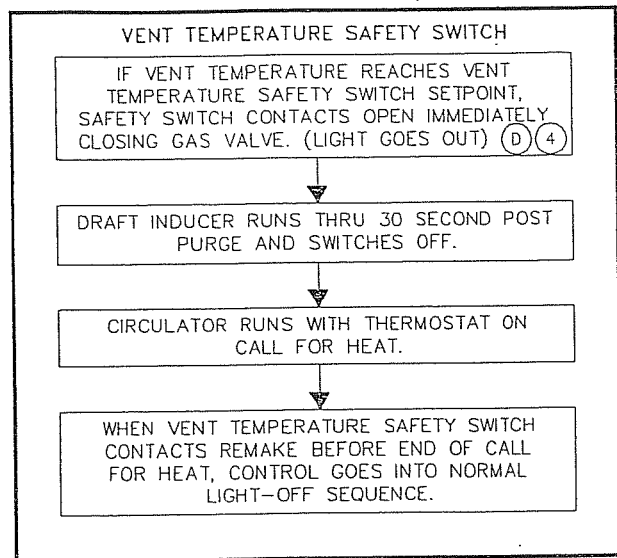 VENT TEMPERATURE SAFETY SWITCH
IF VENT TEMPERATURE REACHES VENT
TEMPERATURE SAFETY SWITCH SETPOINT,
SAFETY SWITCH CONTACTS OPEN IMMEDIATELY
CLOSING GAS VALVE. (LIGHT GOES OUT) D 4
DRAFT INDUCER RUNS THRU 30 SECOND POST
PURGE AND SWITCHES OFF.
CIRCULATOR RUNS WITH THERMOSTAT ON
CALL FOR HEAT.
WHEN VENT TEMPERATURE SAFETY SWITCH
CONTACTS REMAKE BEFORE END OF CALL
FOR HEAT, CONTROL GOES INTO NORMAL
LIGHT-OFF SEQUENCE.